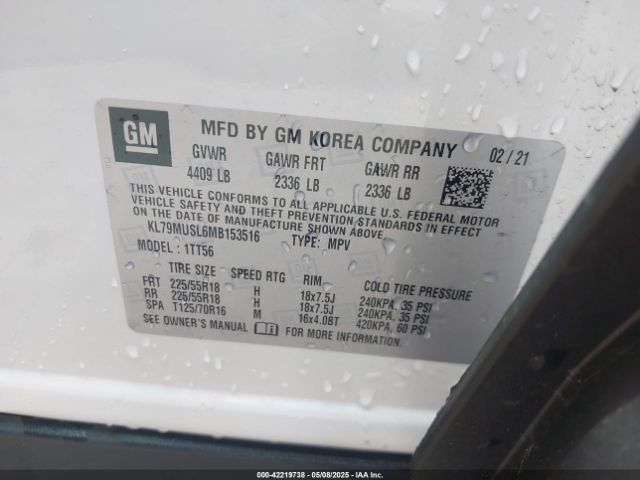 GM
MFD BY GM KOREA COMPANY 02 / 21
GVWR GAWR FRT GAWR RR
4409 LB 2336 LB 2336 LB
THIS VEHICLE CONFORMS TO ALL APPLICABLE U.S. FEDERAL MOTOR
VEHICLE SAFETY, BUMPER, AND THEFT PREVENTION STANDARDS IN EFFECT ON THE
DATE OF MANUFACTURE SHOWN ABOVE.
KL79MUSL6MB153516 TYPE: MPV
MODEL: 1TT56
TIRE SIZE SPEED RTG RIM COLD TIRE PRESSURE
FRT 225/55R18 H 18x7.5J 240KPA, 35 PSI
RR 225/55R18 H 18x7.5J 240KPA, 35 PSI
SPA T125/70R16 M 16x4.0BT 420KPA, 60 PSI
SEE OWNER'S MANUAL FOR MORE INFORMATION.
000-42219738 - 05/08/2025 - IAA Inc.